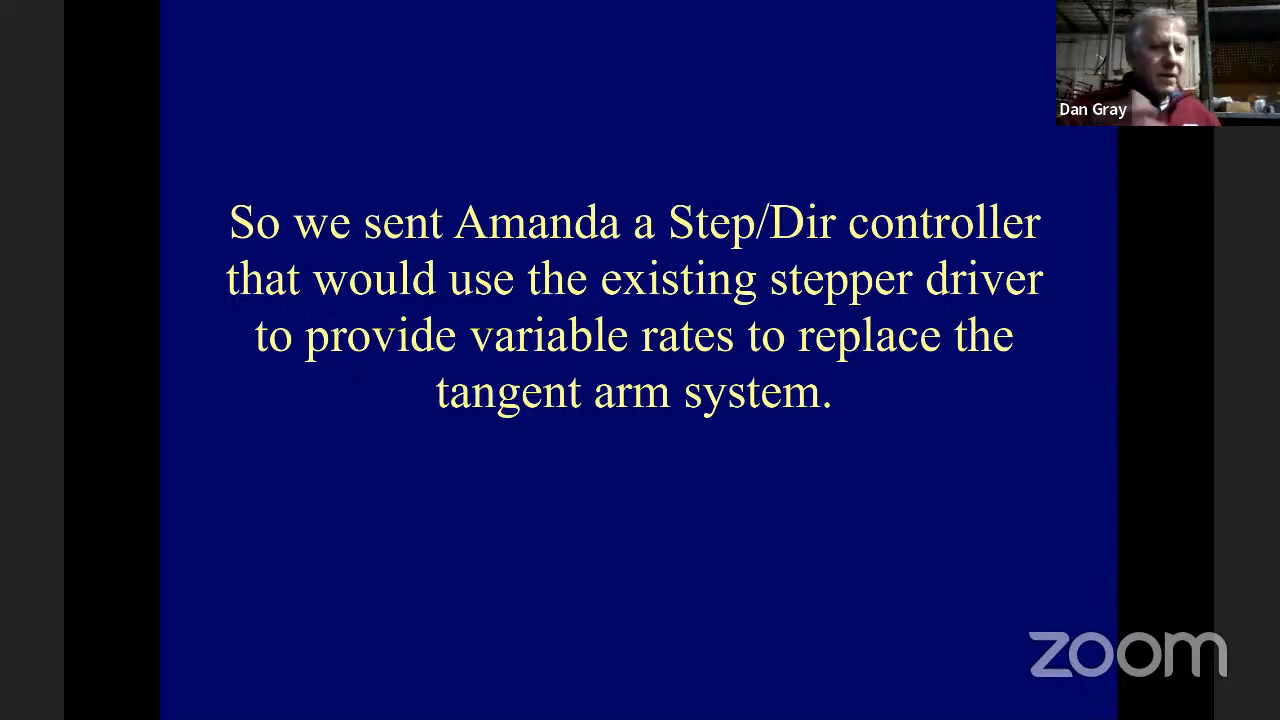 Dan Gray
So we sent Amanda a Step/Dir controller
that would use the existing stepper driver
to provide variable rates to replace the
tangent arm system.
zoom